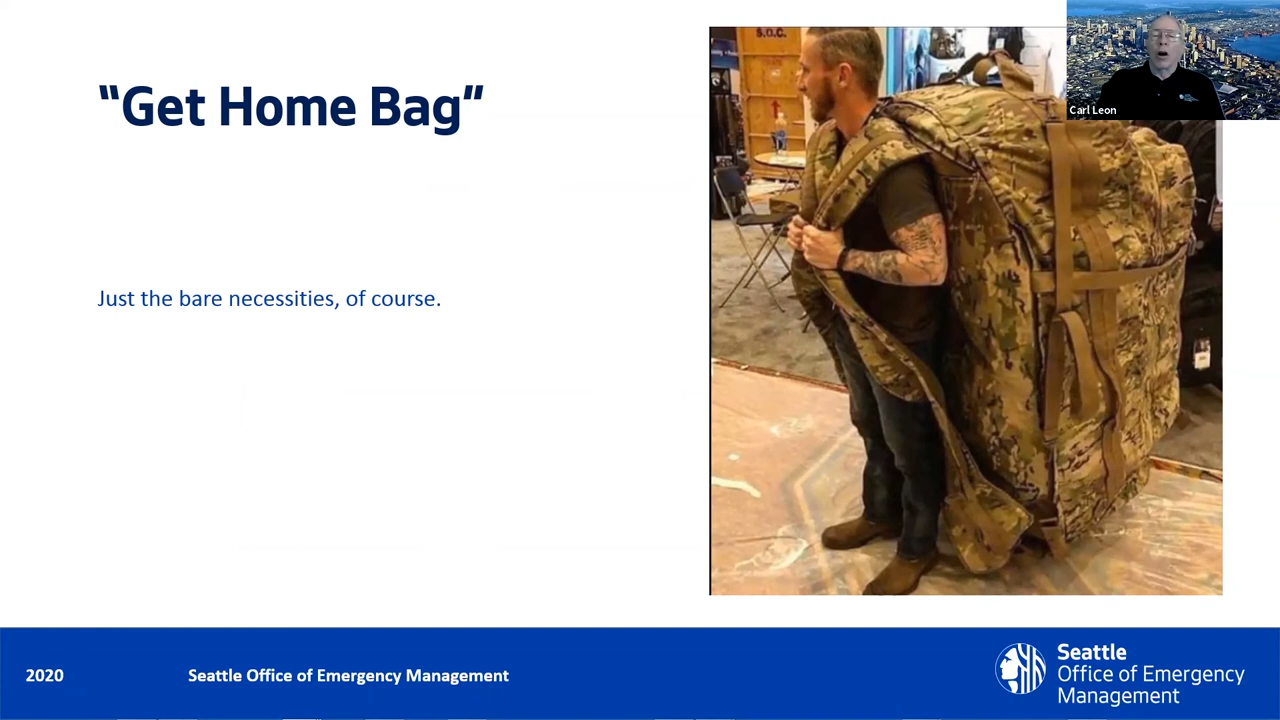 "Get Home Bag"
Just the bare necessities, of course.
S.O.C.
Carl Leon
2020
Seattle Office of Emergency Management
Seattle
Office of Emergency
Management